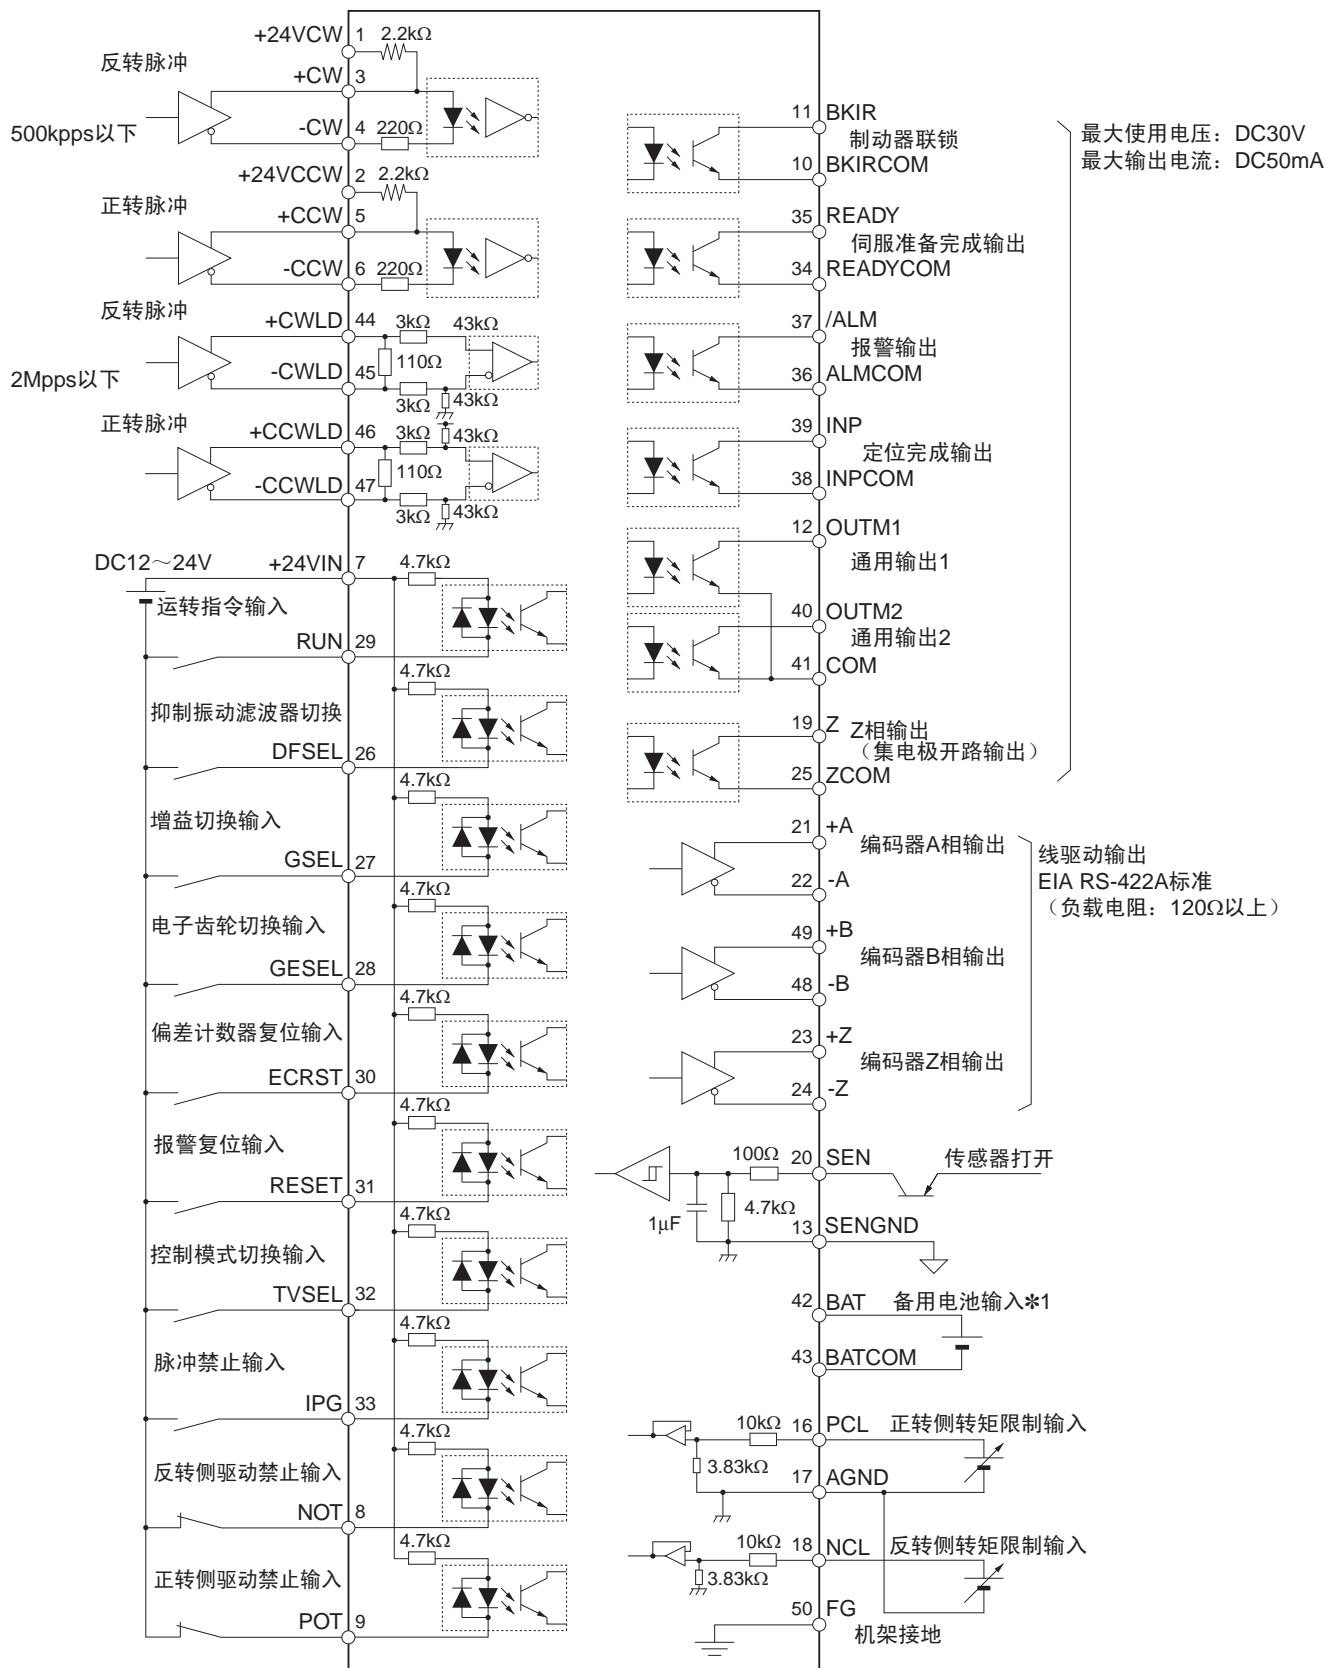 +24VCW 1 2.2kΩ
反转脉冲
+CW 3
500kpps以下
-CW 4 220Ω
+24VCCW 2 2.2kΩ
正转脉冲
+CCW 5
-CCW 6 220Ω
反转脉冲
+CWLD 44 3kΩ 43kΩ
110Ω
2Mpps以下
-CWLD 45
3kΩ 43kΩ
正转脉冲
+CCWLD 46 3kΩ 43kΩ
110Ω
-CCWLD 47
3kΩ 43kΩ
DC12～24V
+24VIN 7 4.7kΩ
运转指令输入
RUN 29
4.7kΩ
抑制振动滤波器切换
DFSEL 26
4.7kΩ
增益切换输入
GSEL 27
4.7kΩ
电子齿轮切换输入
GESEL 28
4.7kΩ
偏差计数器复位输入
ECRST 30
4.7kΩ
报警复位输入
RESET 31
4.7kΩ
控制模式切换输入
TVSEL 32
4.7kΩ
脉冲禁止输入
IPG 33
4.7kΩ
反转侧驱动禁止输入
NOT 8
4.7kΩ
正转侧驱动禁止输入
POT 9
11 BKIR
制动器联锁
10 BKIRCOM
最大使用电压：DC30V
最大输出电流：DC50mA
35 READY
伺服准备完成输出
34 READYCOM
37 /ALM
报警输出
36 ALMCOM
39 INP
定位完成输出
38 INPCOM
12 OUTM1
通用输出1
40 OUTM2
通用输出2
41 COM
19 Z Z相输出
（集电极开路输出）
25 ZCOM
21 +A
编码器A相输出
22 -A
线驱动输出
EIA RS-422A标准
（负载电阻：120Ω以上）
49 +B
编码器B相输出
48 -B
23 +Z
编码器Z相输出
24 -Z
100Ω 20 SEN 传感器打开
1μF 4.7kΩ
13 SENGND
42 BAT 备用电池输入✽1
43 BATCOM
10kΩ 16 PCL 正转侧转矩限制输入
3.83kΩ
17 AGND
10kΩ 18 NCL 反转侧转矩限制输入
3.83kΩ
50 FG
机架接地